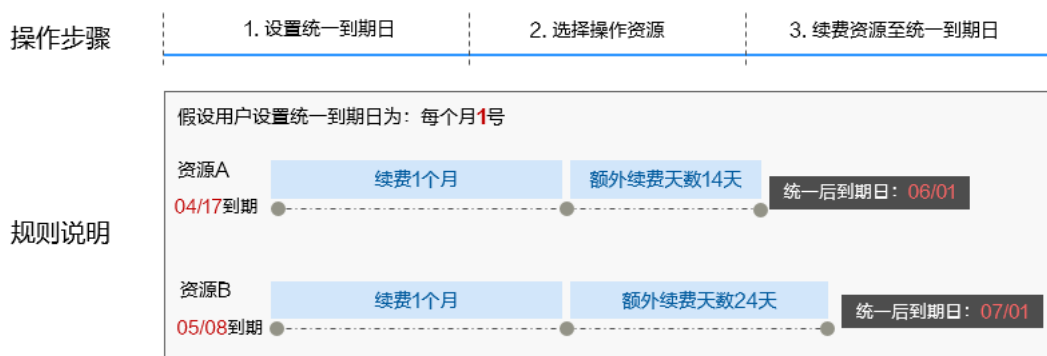 操作步骤
1. 设置统一到期日
2. 选择操作资源
3. 续费资源至统一到期日
规则说明
假设用户设置统一到期日为：每个月1号
资源A
04/17到期
续费1个月
额外续费天数14天
统一后到期日：06/01
资源B
05/08到期
续费1个月
额外续费天数24天
统一后到期日：07/01